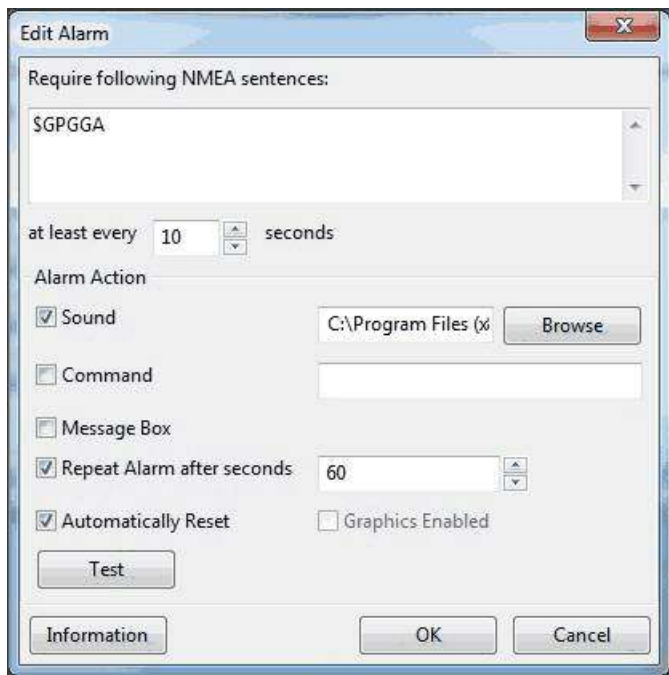 Edit Alarm
Require following NMEA sentences:
$GPGGA
at least every 10 seconds
Alarm Action
Sound C:\Program Files (x Browse
Command
Message Box
Repeat Alarm after seconds 60
Automatically Reset Graphics Enabled
Test
Information OK Cancel